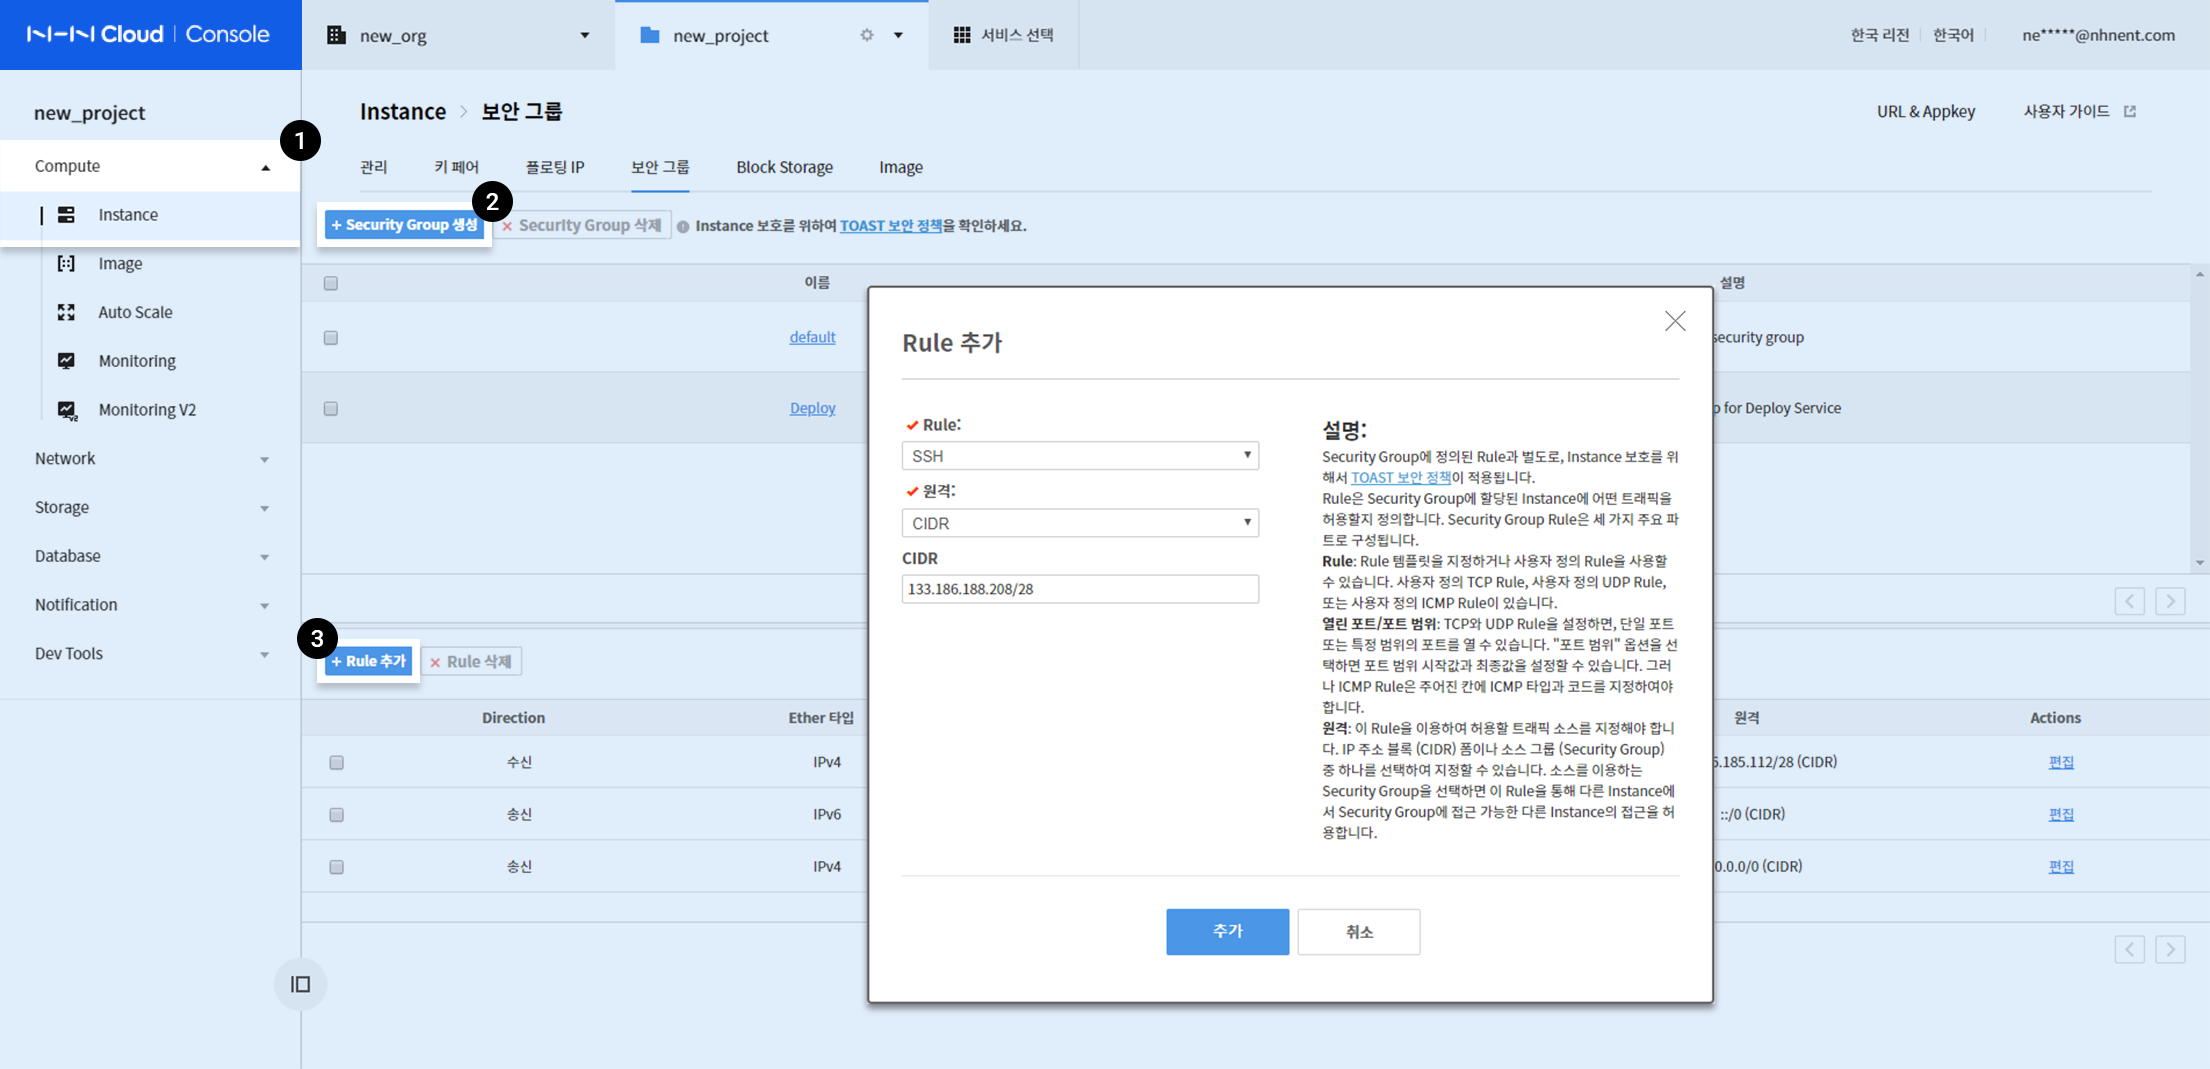 NHN Cloud | Console
new_org
new_project
서비스 선택
한국 리전
한국어
ne*****@nhnent.com
new_project
Instance > 보안 그룹
URL & Appkey
사용자 가이드
1
Compute
관리
키 페어
플로팅 IP
보안 그룹
Block Storage
Image
2
Instance
+ Security Group 생성
× Security Group 삭제
Instance 보호를 위하여 TOAST 보안 정책을 확인하세요.
Image
Auto Scale
Monitoring
Monitoring V2
Network
Storage
Database
Notification
Dev Tools
이름
설명
default
security group
Deploy
for Deploy Service
Rule 추가
Rule:
SSH
원격:
CIDR
CIDR
133.186.188.208/28
설명:
Security Group에 정의된 Rule과 별도로, Instance 보호를 위
해서 TOAST 보안 정책이 적용됩니다.
Rule은 Security Group에 할당된 Instance에 어떤 트래픽을
허용할지 정의합니다. Security Group Rule은 세 가지 주요 파
트로 구성됩니다.
Rule: Rule 템플릿을 지정하거나 사용자 정의 Rule을 사용할
수 있습니다. 사용자 정의 TCP Rule, 사용자 정의 UDP Rule,
또는 사용자 정의 ICMP Rule이 있습니다.
열린 포트/포트 범위: TCP와 UDP Rule을 설정하면, 단일 포트
또는 특정 범위의 포트를 열 수 있습니다. "포트 범위" 옵션을 선
택하면 포트 범위 시작값과 최종값을 설정할 수 있습니다. 그러
나 ICMP Rule은 주어진 칸에 ICMP 타입과 코드를 지정하여야
합니다.
원격: 이 Rule을 이용하여 허용할 트래픽 소스를 지정해야 합니
다. IP 주소 블록 (CIDR) 폼이나 소스 그룹 (Security Group)
중 하나를 선택하여 지정할 수 있습니다. 소스를 이용하는
Security Group을 선택하면 이 Rule을 통해 다른 Instance에
서 Security Group에 접근 가능한 다른 Instance의 접근을 허
용합니다.
추가
취소
3
+ Rule 추가
× Rule 삭제
Direction
Ether 타입
원격
Actions
수신
IPv4
.185.112/28 (CIDR)
편집
송신
IPv6
::/0 (CIDR)
편집
송신
IPv4
0.0.0/0 (CIDR)
편집